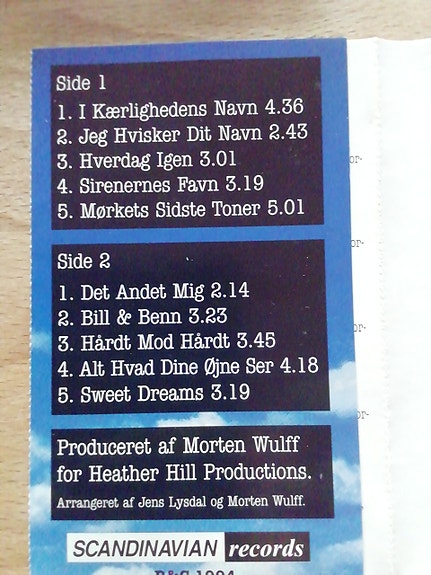 Side 1
1. I Kærlighedens Navn 4.36
2. Jeg Hvisker Dit Navn 2.43
3. Hverdag Igen 3.01
4. Sirenernes Favn 3.19
5. Mørkets Sidste Toner 5.01
Side 2
1. Det Andet Mig 2.14
2. Bill & Benn 3.23
3. Hårdt Mod Hårdt 3.45
4. Alt Hvad Dine Øjne Ser 4.18
5. Sweet Dreams 3.19
Produceret af Morten Wulff
for Heather Hill Productions.
Arrangeret af Jens Lysdal og Morten Wulff.
SCANDINAVIAN records